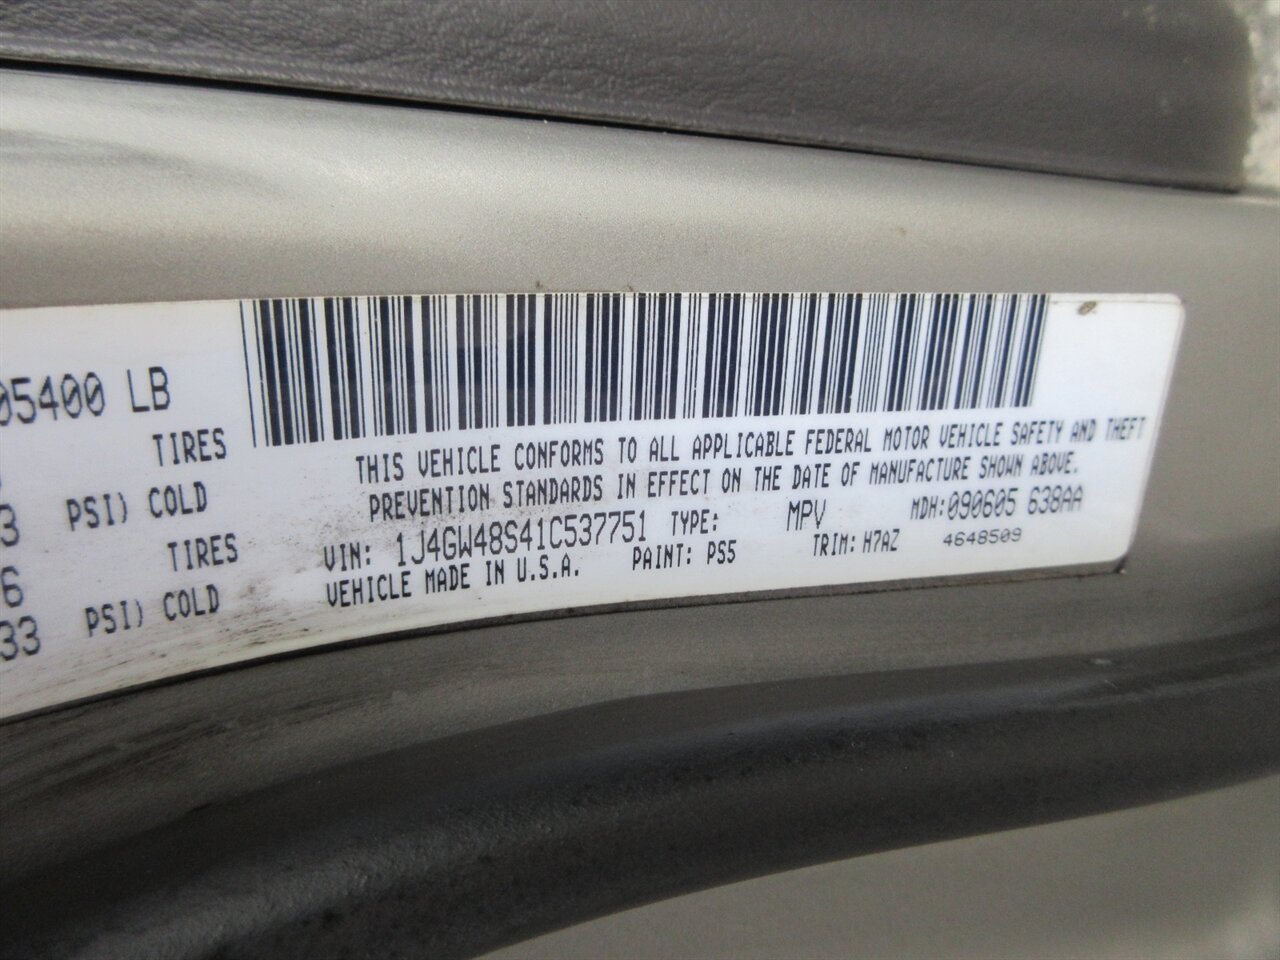 05400 LB
TIRES
3 PSI) COLD
6 TIRES
33 PSI) COLD
THIS VEHICLE CONFORMS TO ALL APPLICABLE FEDERAL MOTOR VEHICLE SAFETY AND THEFT
PREVENTION STANDARDS IN EFFECT ON THE DATE OF MANUFACTURE SHOWN ABOVE.
VIN: 1J4GW48S41C537751 TYPE: MPV MDH:090605 638AA
VEHICLE MADE IN U.S.A. PAINT: PS5 TRIM: H7AZ 4648509